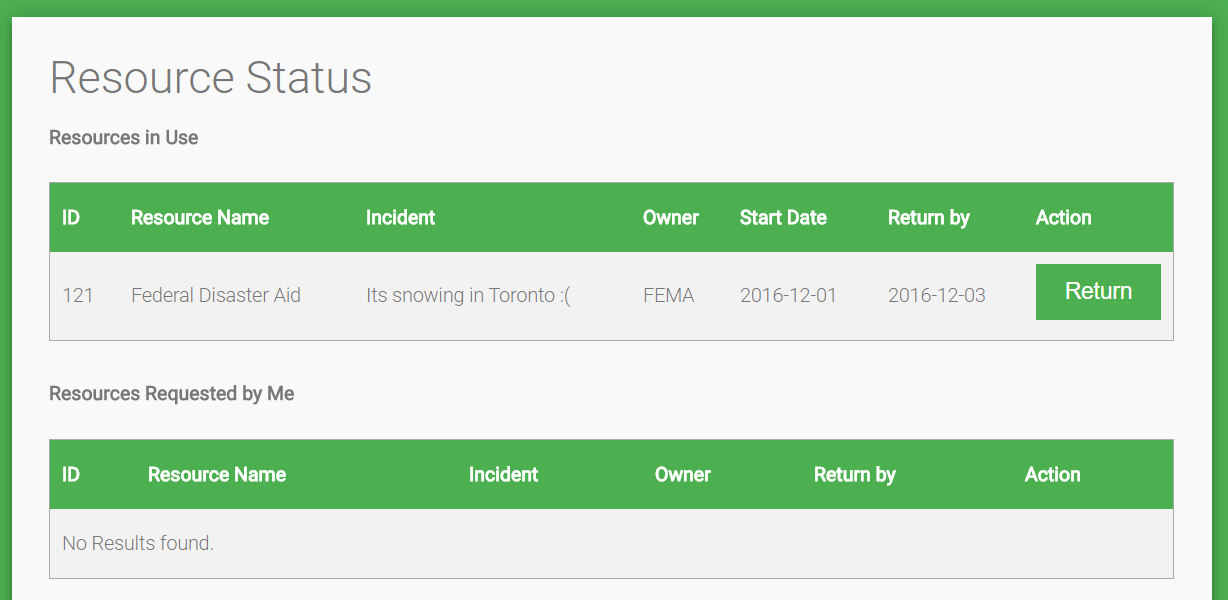 Resource Status
Resources in Use
ID Resource Name Incident Owner Start Date Return by Action
121 Federal Disaster Aid Its snowing in Toronto :( FEMA 2016-12-01 2016-12-03 Return
Resources Requested by Me
ID Resource Name Incident Owner Return by Action
No Results found.